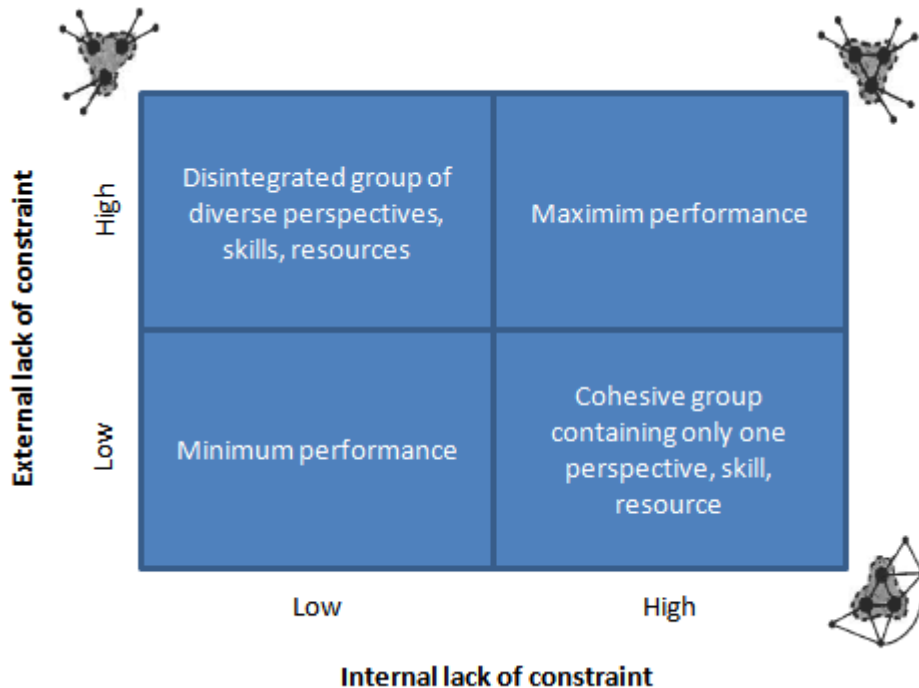 External lack of constraint
High
Disintegrated group of
diverse perspectives,
skills, resources
Maximim performance
Low
Minimum performance
Cohesive group
containing only one
perspective, skill,
resource
Low
High
Internal lack of constraint